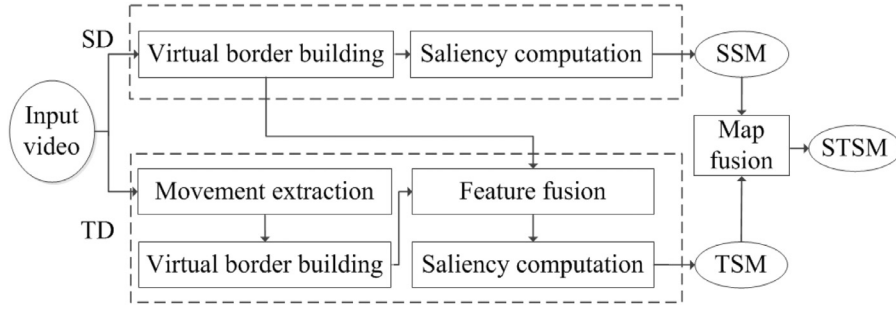 SD
Virtual border building
Saliency computation
SSM
Input
video
Map
fusion
STSM
TD
Movement extraction
Feature fusion
Virtual border building
Saliency computation
TSM